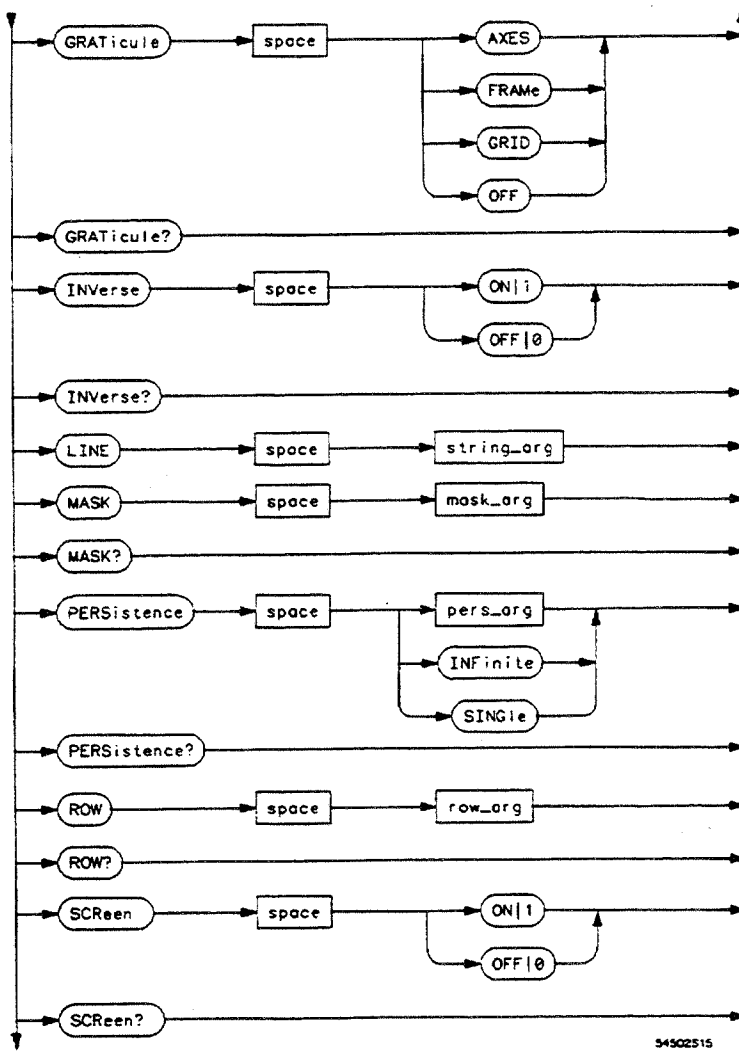 GRATicule space AXES
FRAMe
GRID
OFF
GRATicule?
INVerse space ON|1
OFF|0
INVerse?
LINE space string_arg
MASK space mask_arg
MASK?
PERSistence space pers_arg
INFinite
SINGle
PERSistence?
ROW space row_arg
ROW?
SCReen space ON|1
OFF|0
SCReen?
54502S15